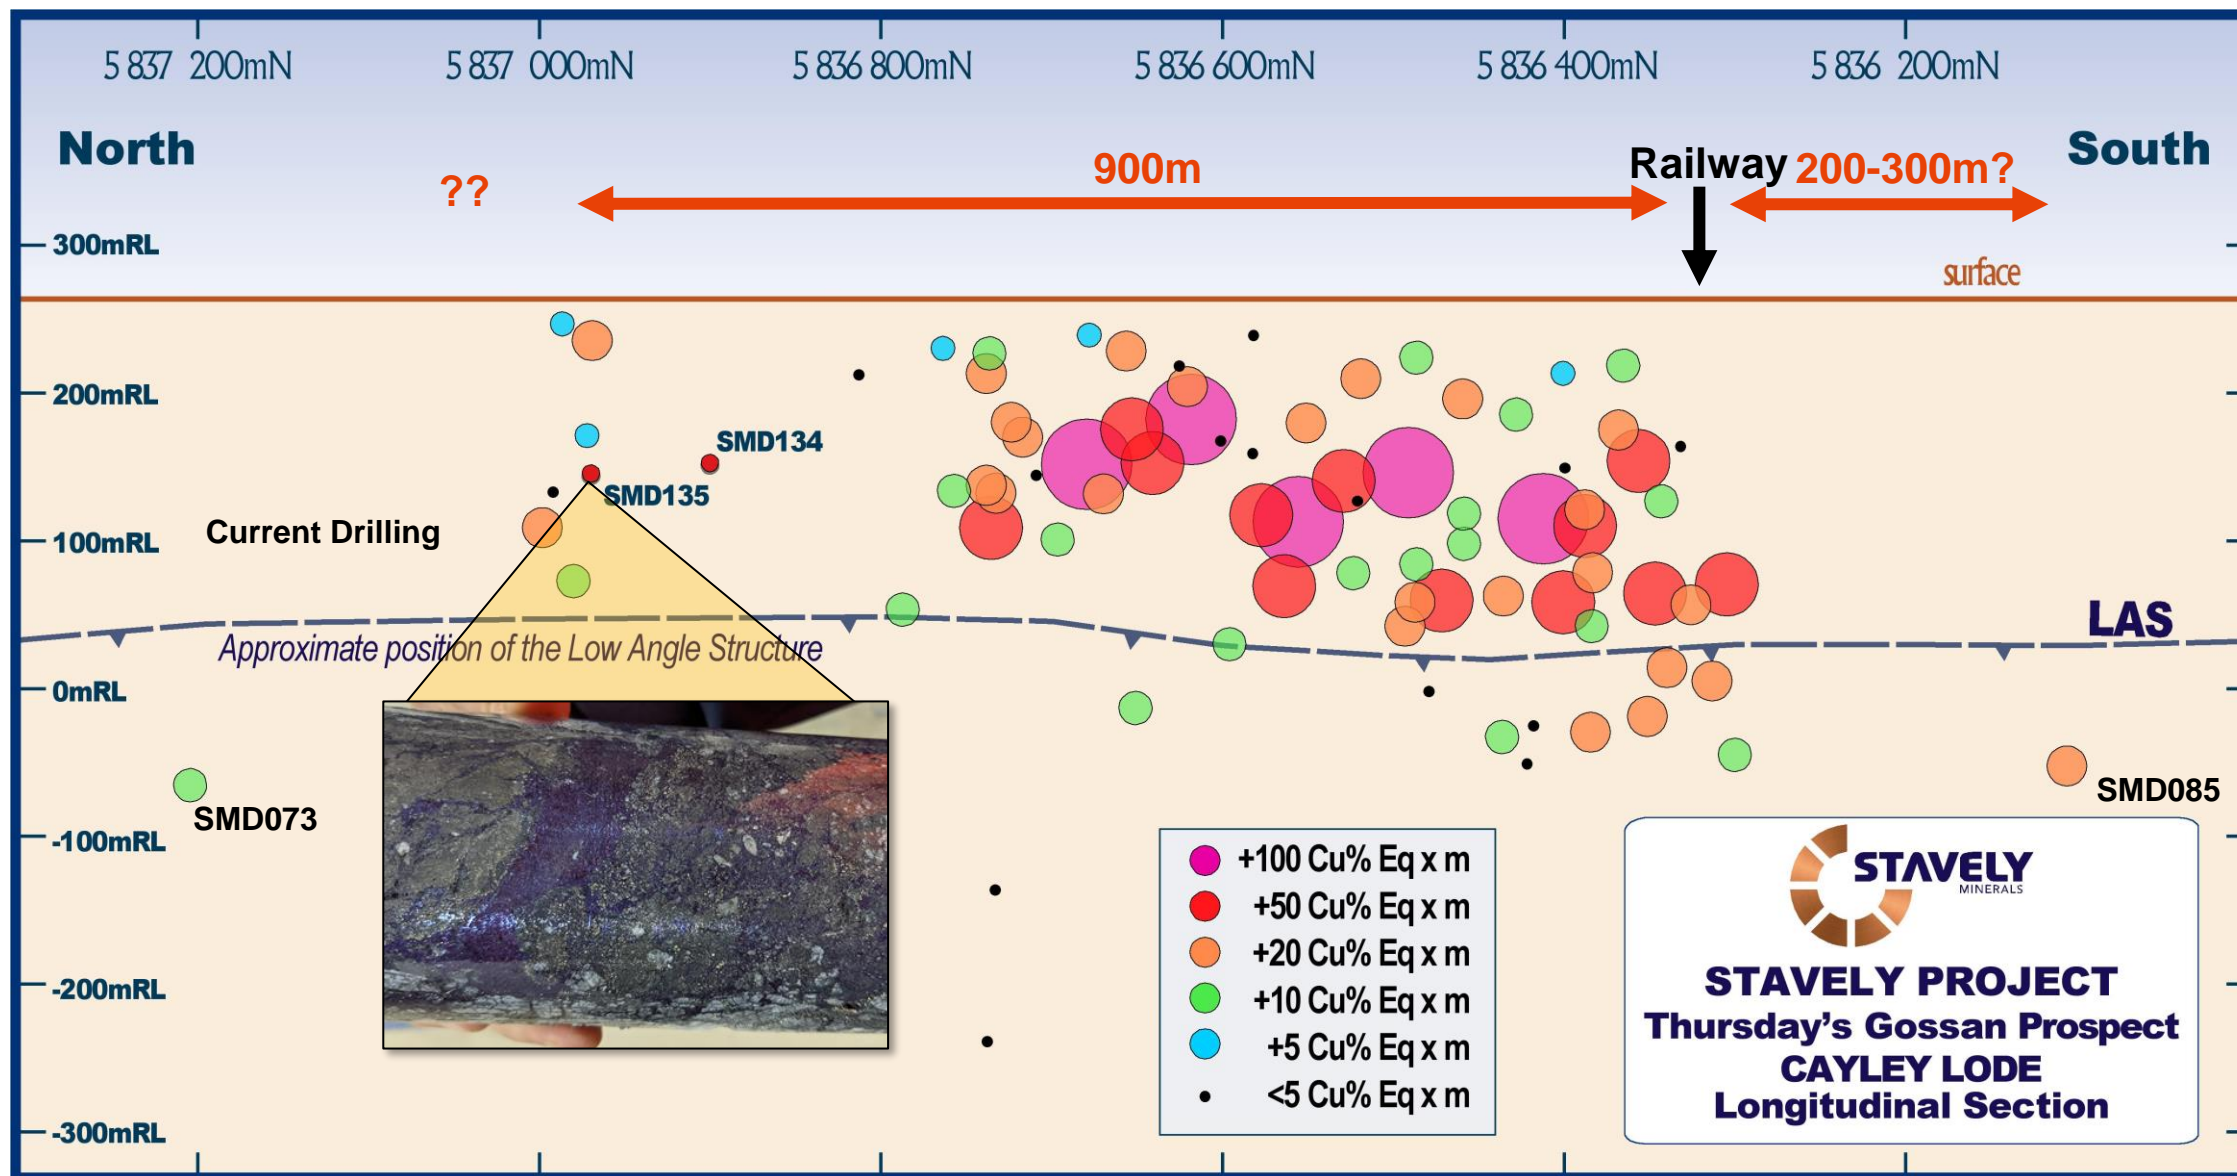 5 837 200mN
5 837 000mN
5 836 800mN
5 836 600mN
5 836 400mN
5 836 200mN
North
South
??
900m
Railway
200-300m?
300mRL
surface
200mRL
SMD134
SMD135
Current Drilling
100mRL
LAS
Approximate position of the Low Angle Structure
0mRL
SMD073
SMD085
-100mRL
-200mRL
-300mRL
+100 Cu% Eq x m
+50 Cu% Eq x m
+20 Cu% Eq x m
+10 Cu% Eq x m
+5 Cu% Eq x m
<5 Cu% Eq x m
STAVELY
MINERALS
STAVELY PROJECT
Thursday's Gossan Prospect
CAYLEY LODE
Longitudinal Section